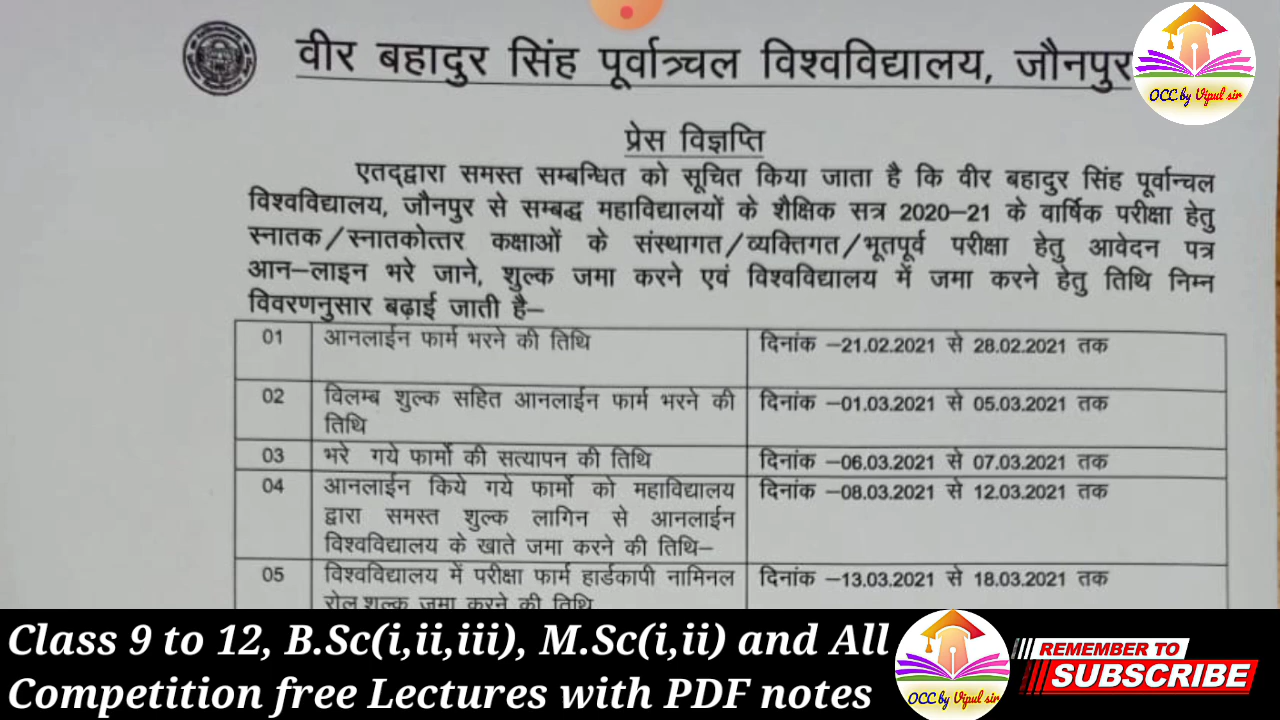 वीर बहादुर सिंह पूर्वाञ्चल विश्वविद्यालय, जौनपुर
OCC by Vipul sir
प्रेस विज्ञप्ति
एतद्द्वारा समस्त सम्बन्धित को सूचित किया जाता है कि वीर बहादुर सिंह पूर्वान्चल
विश्वविद्यालय, जौनपुर से सम्बद्ध महाविद्यालयों के शैक्षिक सत्र 2020–21 के वार्षिक परीक्षा हेतु
स्नातक/स्नातकोत्तर कक्षाओं के संस्थागत/व्यक्तिगत/भूतपूर्व परीक्षा हेतु आवेदन पत्र
आन–लाइन भरे जाने, शुल्क जमा करने एवं विश्वविद्यालय में जमा करने हेतु तिथि निम्न
विवरणनुसार बढ़ाई जाती है–
01 आनलाईन फार्म भरने की तिथि दिनांक –21.02.2021 से 28.02.2021 तक
02 विलम्ब शुल्क सहित आनलाईन फार्म भरने की दिनांक –01.03.2021 से 05.03.2021 तक
तिथि
03 भरे गये फार्मो की सत्यापन की तिथि दिनांक –06.03.2021 से 07.03.2021 तक
04 आनलाईन किये गये फार्मो को महाविद्यालय दिनांक –08.03.2021 से 12.03.2021 तक
द्वारा समस्त शुल्क लागिन से आनलाईन
विश्वविद्यालय के खाते जमा करने की तिथि–
05 विश्वविद्यालय में परीक्षा फार्म हार्डकापी नामिनल दिनांक –13.03.2021 से 18.03.2021 तक
रोल शुल्क जमा करने की तिथि
Class 9 to 12, B.Sc(i,ii,iii), M.Sc(i,ii) and All
Competition free Lectures with PDF notes
OCC by Vipul sir
REMEMBER TO
SUBSCRIBE